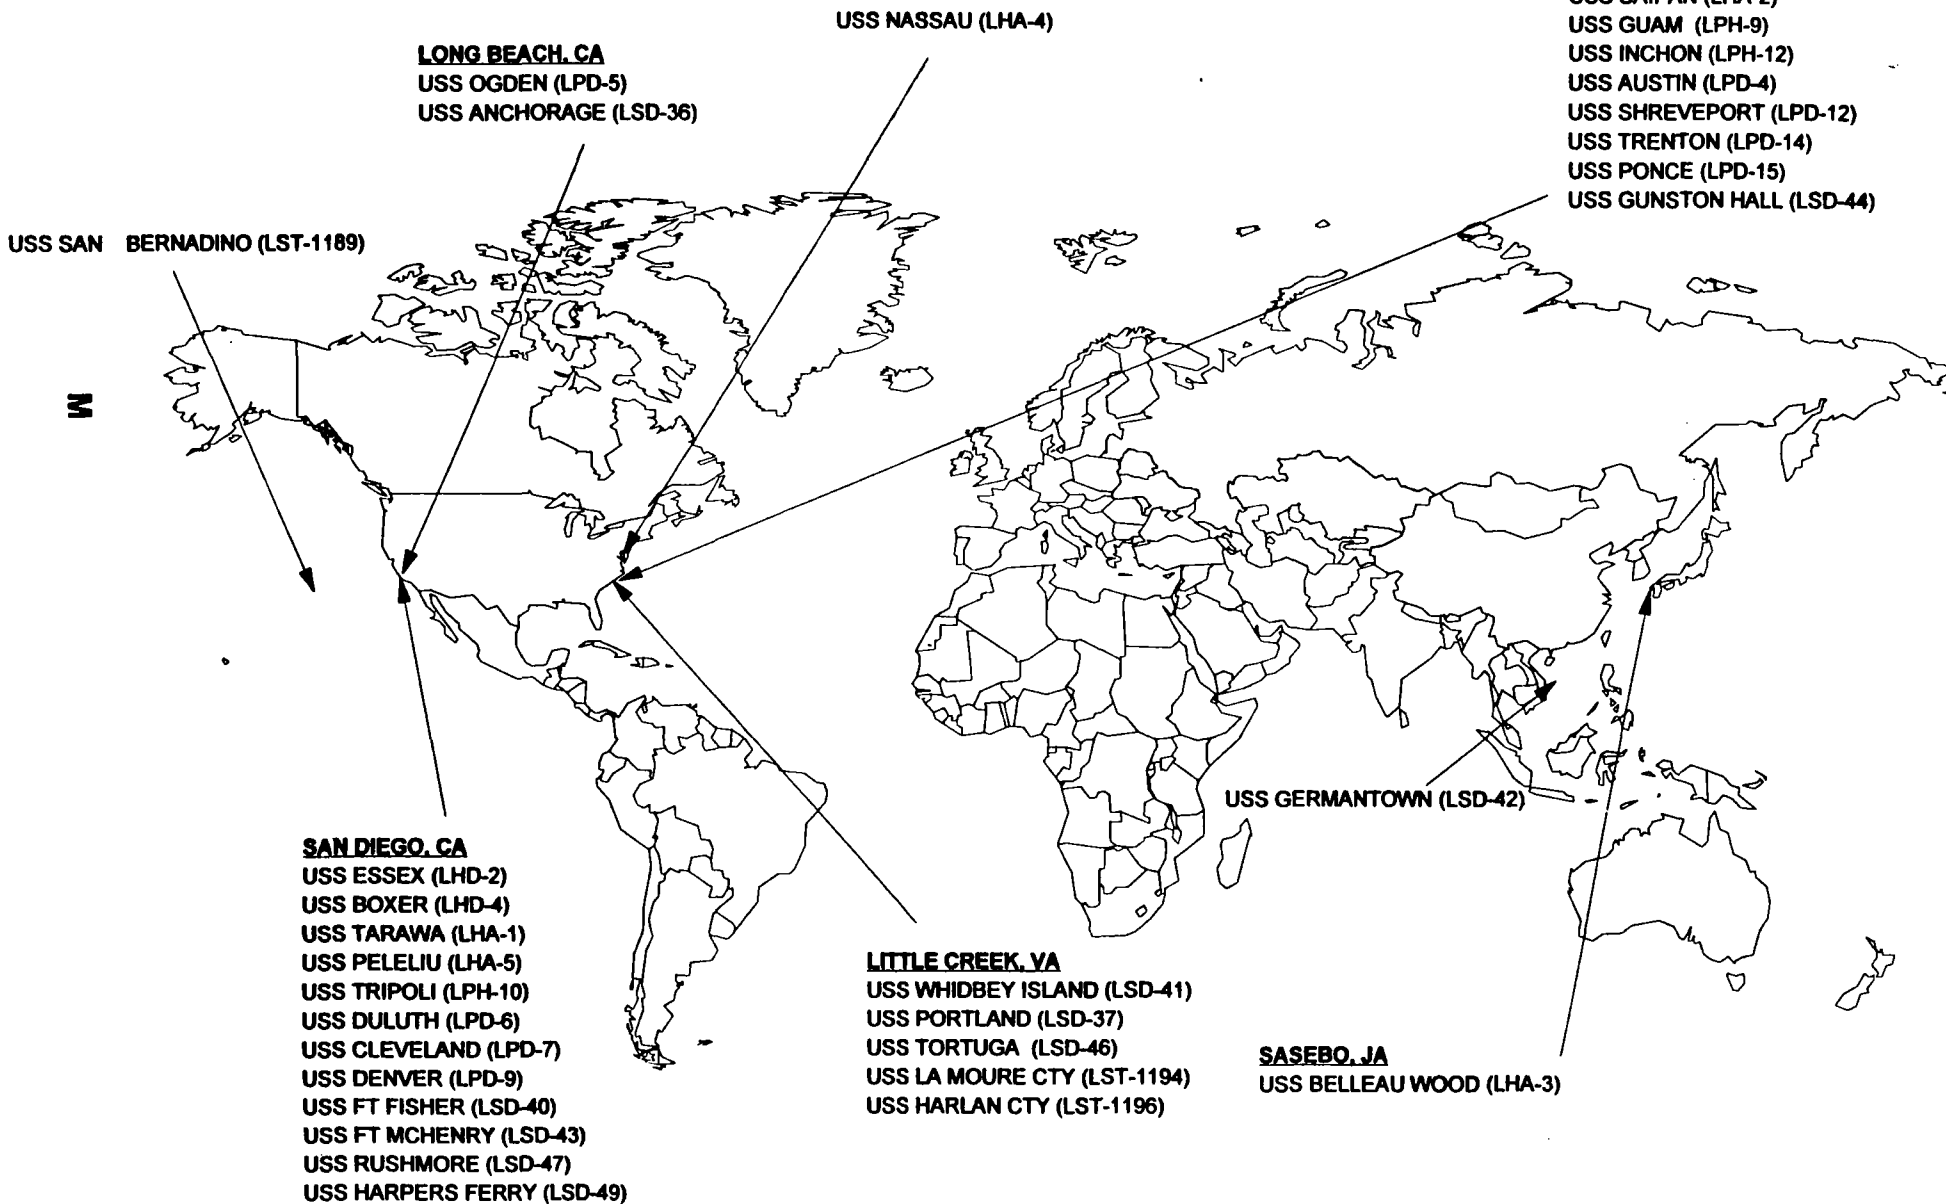 USS NASSAU (LHA-4)
LONG BEACH, CA
USS OGDEN (LPD-5)
USS ANCHORAGE (LSD-36)
USS SAIPAN (LHA-2)
USS GUAM (LPH-9)
USS INCHON (LPH-12)
USS AUSTIN (LPD-4)
USS SHREVEPORT (LPD-12)
USS TRENTON (LPD-14)
USS PONCE (LPD-15)
USS GUNSTON HALL (LSD-44)
USS SAN BERNADINO (LST-1189)
M
USS GERMANTOWN (LSD-42)
SAN DIEGO, CA
USS ESSEX (LHD-2)
USS BOXER (LHD-4)
USS TARAWA (LHA-1)
USS PELELIU (LHA-5)
USS TRIPOLI (LPH-10)
USS DULUTH (LPD-6)
USS CLEVELAND (LPD-7)
USS DENVER (LPD-9)
USS FT FISHER (LSD-40)
USS FT MCHENRY (LSD-43)
USS RUSHMORE (LSD-47)
USS HARPERS FERRY (LSD-49)
LITTLE CREEK, VA
USS WHIDBEY ISLAND (LSD-41)
USS PORTLAND (LSD-37)
USS TORTUGA (LSD-46)
USS LA MOURE CTY (LST-1194)
USS HARLAN CTY (LST-1196)
SASEBO, JA
USS BELLEAU WOOD (LHA-3)